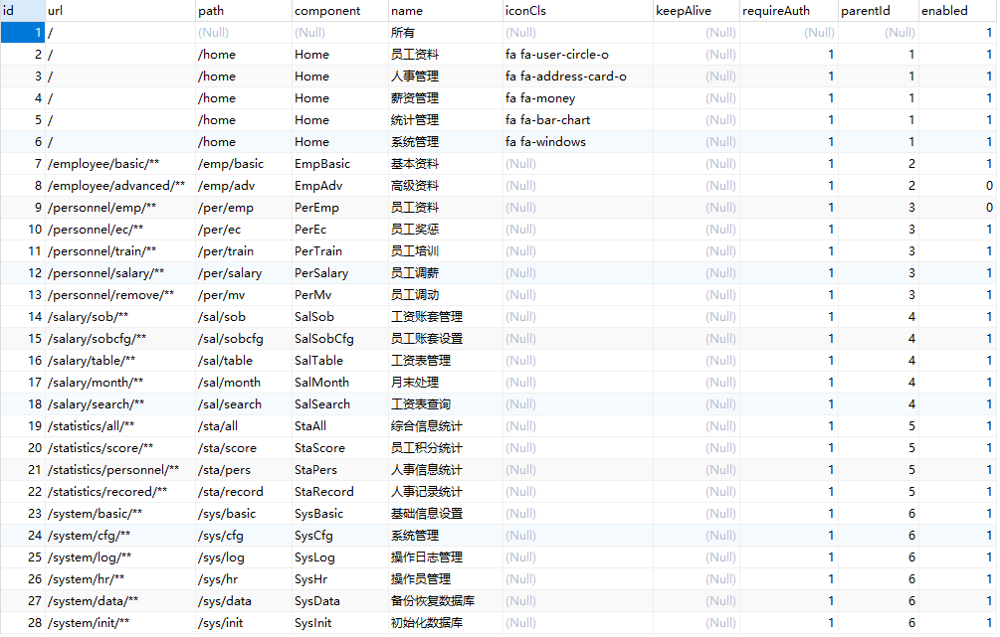 id url path component name iconCls keepAlive requireAuth parentId enabled
1 / (Null) (Null) 所有 (Null) (Null) (Null) (Null) 1
2 / /home Home 员工资料 fa fa-user-circle-o (Null) 1 1 1
3 / /home Home 人事管理 fa fa-address-card-o (Null) 1 1 1
4 / /home Home 薪资管理 fa fa-money (Null) 1 1 1
5 / /home Home 统计管理 fa fa-bar-chart (Null) 1 1 1
6 / /home Home 系统管理 fa fa-windows (Null) 1 1 1
7 /employee/basic/** /emp/basic EmpBasic 基本资料 (Null) (Null) 1 2 1
8 /employee/advanced/** /emp/adv EmpAdv 高级资料 (Null) (Null) 1 2 0
9 /personnel/emp/** /per/emp PerEmp 员工资料 (Null) (Null) 1 3 0
10 /personnel/ec/** /per/ec PerEc 员工奖惩 (Null) (Null) 1 3 1
11 /personnel/train/** /per/train PerTrain 员工培训 (Null) (Null) 1 3 1
12 /personnel/salary/** /per/salary PerSalary 员工调薪 (Null) (Null) 1 3 1
13 /personnel/remove/** /per/mv PerMv 员工调动 (Null) (Null) 1 3 1
14 /salary/sob/** /sal/sob SalSob 工资账套管理 (Null) (Null) 1 4 1
15 /salary/sobcfg/** /sal/sobcfg SalSobCfg 员工账套设置 (Null) (Null) 1 4 1
16 /salary/table/** /sal/table SalTable 工资表管理 (Null) (Null) 1 4 1
17 /salary/month/** /sal/month SalMonth 月末处理 (Null) (Null) 1 4 1
18 /salary/search/** /sal/search SalSearch 工资表查询 (Null) (Null) 1 4 1
19 /statistics/all/** /sta/all StaAll 综合信息统计 (Null) (Null) 1 5 1
20 /statistics/score/** /sta/score StaScore 员工积分统计 (Null) (Null) 1 5 1
21 /statistics/personnel/** /sta/pers StaPers 人事信息统计 (Null) (Null) 1 5 1
22 /statistics/recored/** /sta/record StaRecord 人事记录统计 (Null) (Null) 1 5 1
23 /system/basic/** /sys/basic SysBasic 基础信息设置 (Null) (Null) 1 6 1
24 /system/cfg/** /sys/cfg SysCfg 系统管理 (Null) (Null) 1 6 1
25 /system/log/** /sys/log SysLog 操作日志管理 (Null) (Null) 1 6 1
26 /system/hr/** /sys/hr SysHr 操作员管理 (Null) (Null) 1 6 1
27 /system/data/** /sys/data SysData 备份恢复数据库 (Null) (Null) 1 6 1
28 /system/init/** /sys/init SysInit 初始化数据库 (Null) (Null) 1 6 1